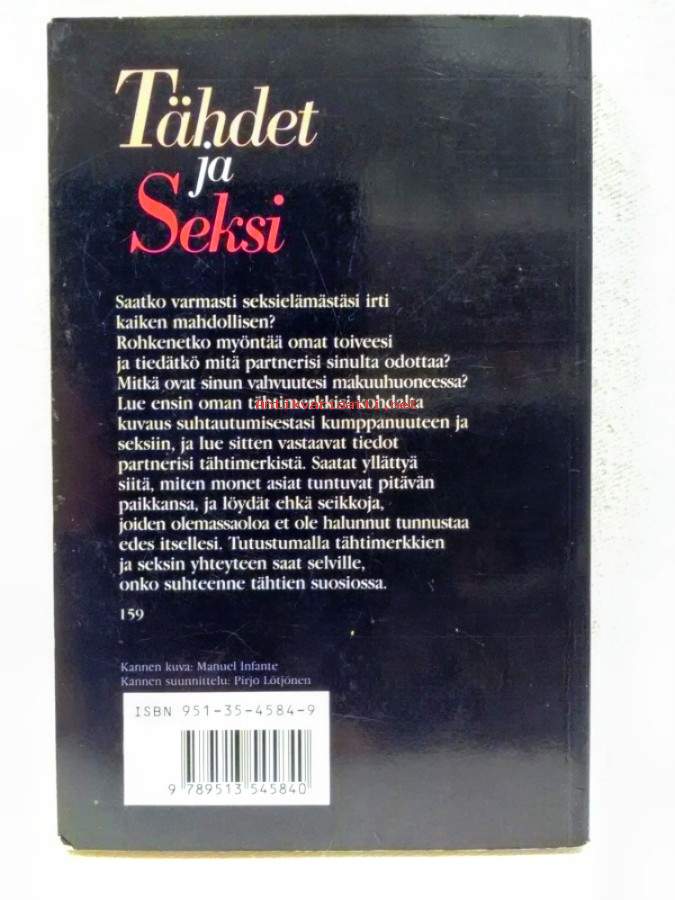 Tähdet
ja
Seksi
Saatko varmasti seksielämästäsi irti
kaiken mahdollisen?
Rohkenetko myöntää omat toiveesi
ja tiedätkö mitä partnerisi sinulta odottaa?
Mitkä ovat sinun vahvuutesi makuuhuoneessa?
Lue ensin oman tähtimerkkisi kohdalta
kuvaus suhtautumisestasi kumppanuuteen ja
seksiin, ja lue sitten vastaavat tiedot
partnerisi tähtimerkistä. Saatat yllättyä
siitä, miten monet asiat tuntuvat pitävän
paikkansa, ja löydät ehkä seikkoja,
joiden olemassaoloa et ole halunnut tunnustaa
edes itsellesi. Tutustumalla tähtimerkkien
ja seksin yhteyteen saat selville,
onko suhteenne tähtien suosiossa.
159
Kannen kuva: Manuel Infante
Kannen suunnittelu: Pirjo Lötjönen
ISBN 951-35-4584-9
9 789513 545840